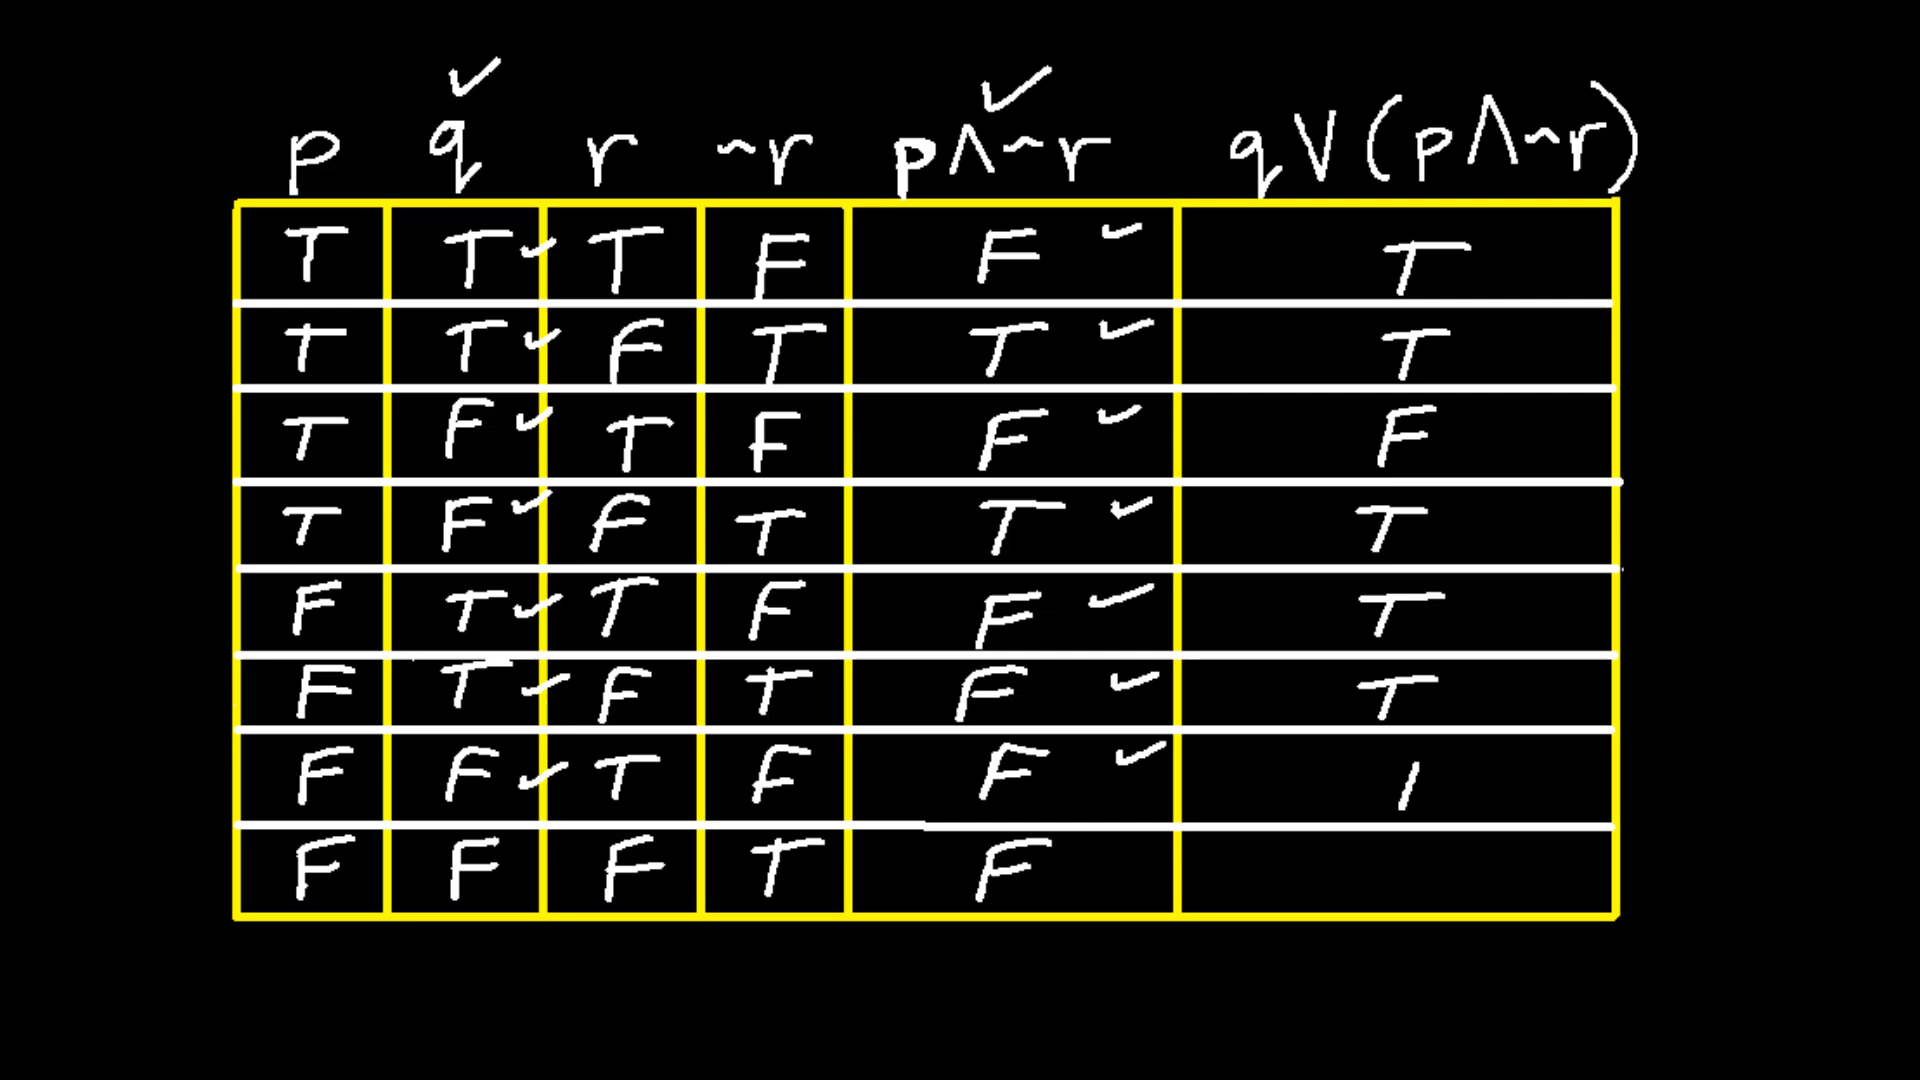 p q r ~r p∧~r q∨(p∧~r)
T T T F F T
T T F T T T
T F T F F F
T F F T T T
F T T F F T
F T F T F T
F F T F F
F F F T F